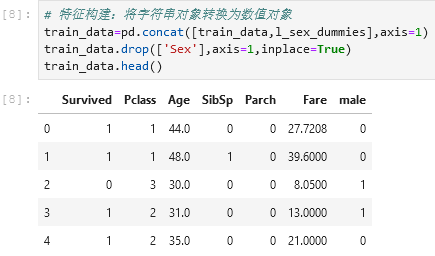 [8]:
# 特征构建：将字符串对象转换为数值对象
train_data=pd.concat([train_data,l_sex_dummies],axis=1)
train_data.drop(['Sex'],axis=1,inplace=True)
train_data.head()
[8]:
Survived Pclass Age SibSp Parch Fare male
0 1 1 44.0 0 0 27.7208 0
1 1 1 48.0 1 0 39.6000 0
2 0 3 30.0 0 0 8.0500 1
3 1 2 31.0 0 0 13.0000 1
4 1 2 35.0 0 0 21.0000 0